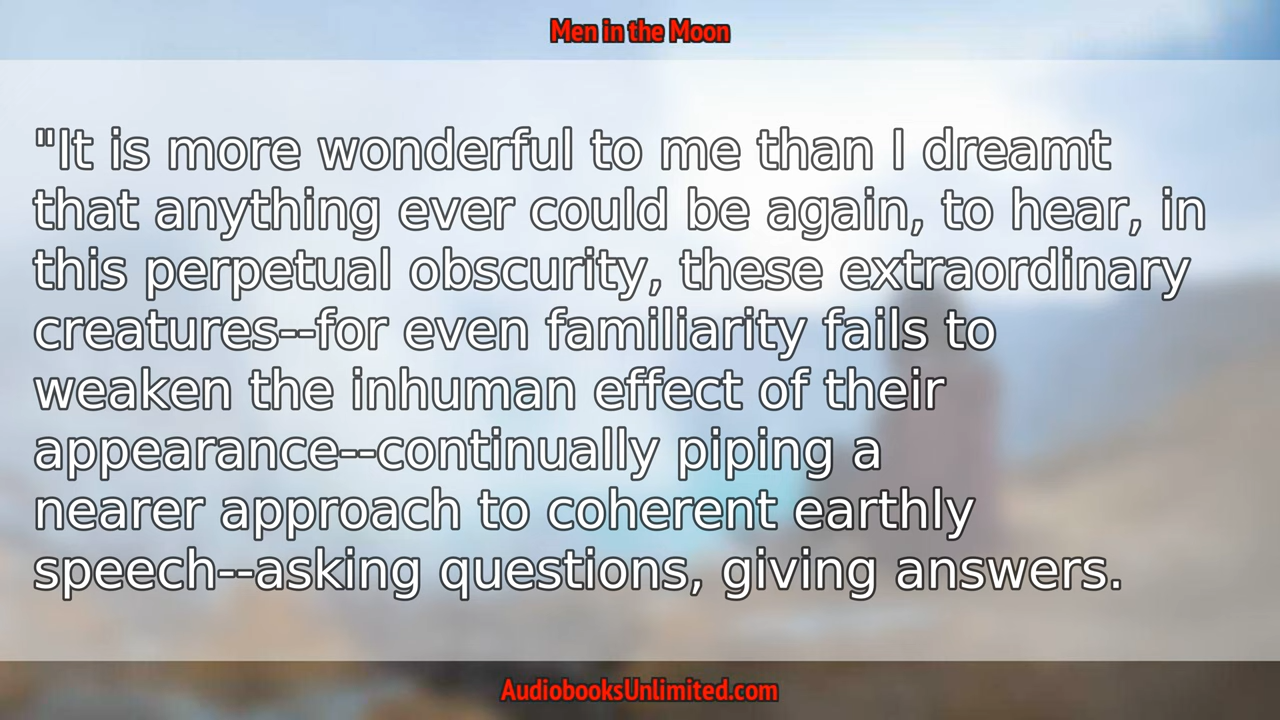 Men in the Moon
"It is more wonderful to me than I dreamt
that anything ever could be again, to hear, in
this perpetual obscurity, these extraordinary
creatures--for even familiarity fails to
weaken the inhuman effect of their
appearance--continually piping a
nearer approach to coherent earthly
speech--asking questions, giving answers.
AudiobooksUnlimited.com